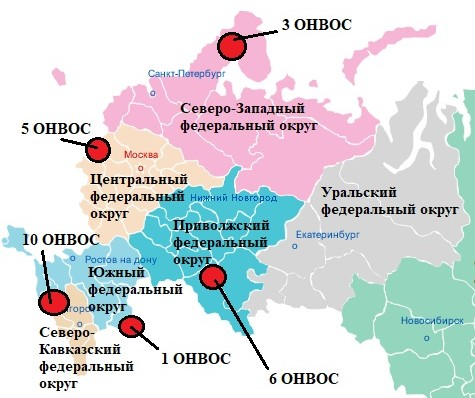 3 ОНВОС
Санкт-Петербург
Северо-Западный
федеральный округ
5 ОНВОС
Москва
Центральный
федеральный
округ
Нижний Новгород
Уральский
федеральный округ
Приволжский
федеральный
округ
Екатеринбург
10 ОНВОС
Ростов на дону
Южный
федеральный
округ
Новосибирск
Северо-
Кавказский
федеральный
округ
1 ОНВОС
6 ОНВОС